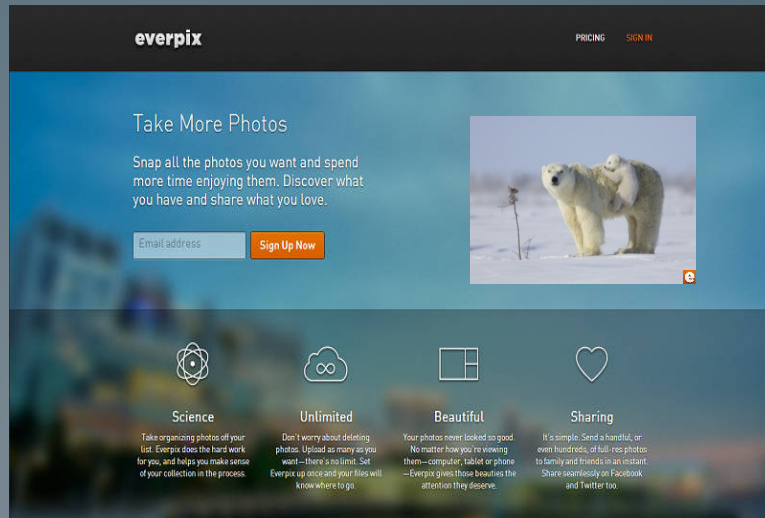 everpix
PRICING
SIGN IN
Take More Photos
Snap all the photos you want and spend
more time enjoying them. Discover what
you have and share what you love.
Email address
Sign Up Now
Science
Take organizing photos off your
list. Everpix does the hard work
for you, and helps you make sense
of your collection in the process.
Unlimited
Don't worry about deleting
photos. Upload as many as you
want—there's no limit. Set
Everpix up once and your files will
know where to go.
Beautiful
Your photos never looked so good.
No matter how you're viewing
them—computer, tablet or phone
—Everpix gives those beauties the
attention they deserve.
Sharing
It's simple. Send a handful, or
even hundreds, of full-res photos
to family and friends in an instant.
Share seamlessly on Facebook
and Twitter too.